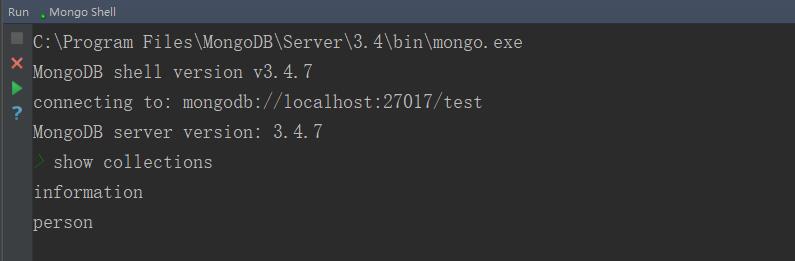 Run Mongo Shell
C:\Program Files\MongoDB\Server\3.4\bin\mongo.exe
MongoDB shell version v3.4.7
connecting to: mongodb://localhost:27017/test
MongoDB server version: 3.4.7
> show collections
information
person